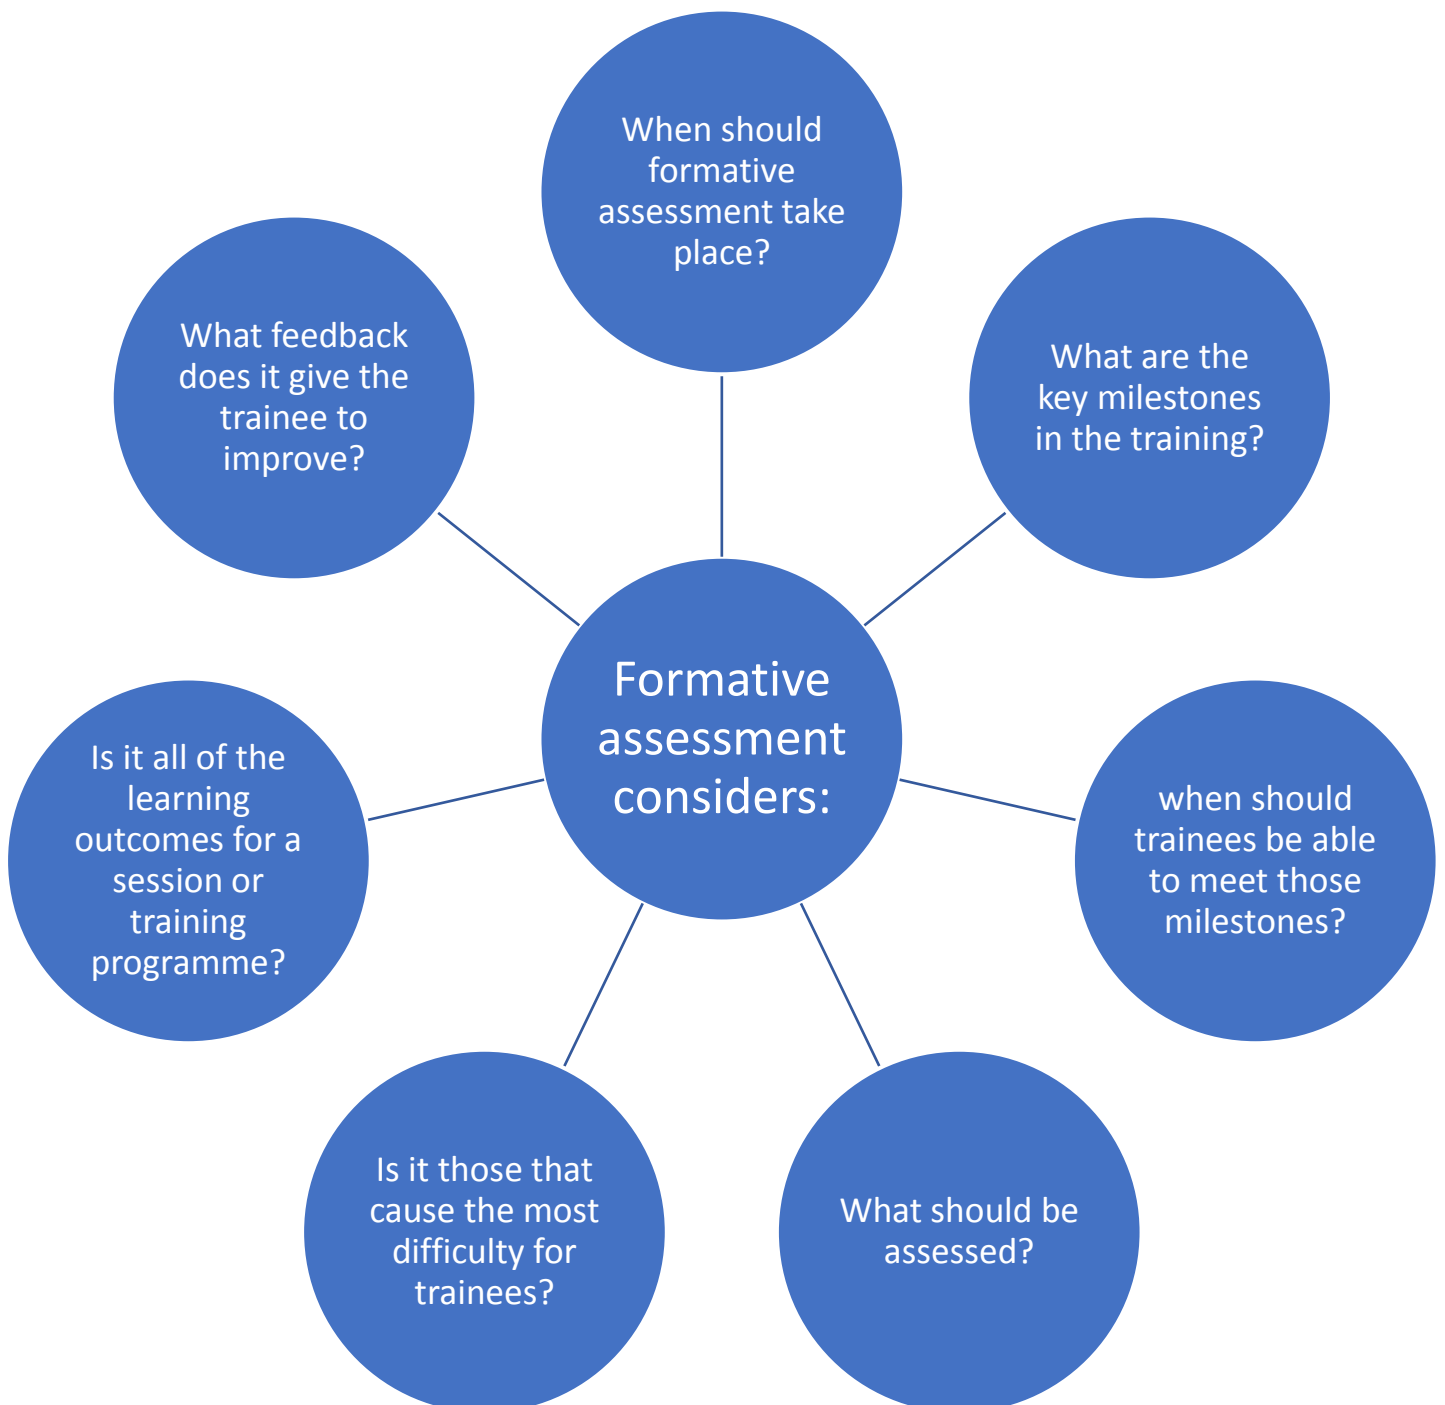 When should
formative
assessment take
place?
What are the
key milestones
in the training?
when should
trainees be able
to meet those
milestones?
What should be
assessed?
Is it those that
cause the most
difficulty for
trainees?
Is it all of the
learning
outcomes for a
session or
training
programme?
What feedback
does it give the
trainee to
improve?
Formative
assessment
considers: